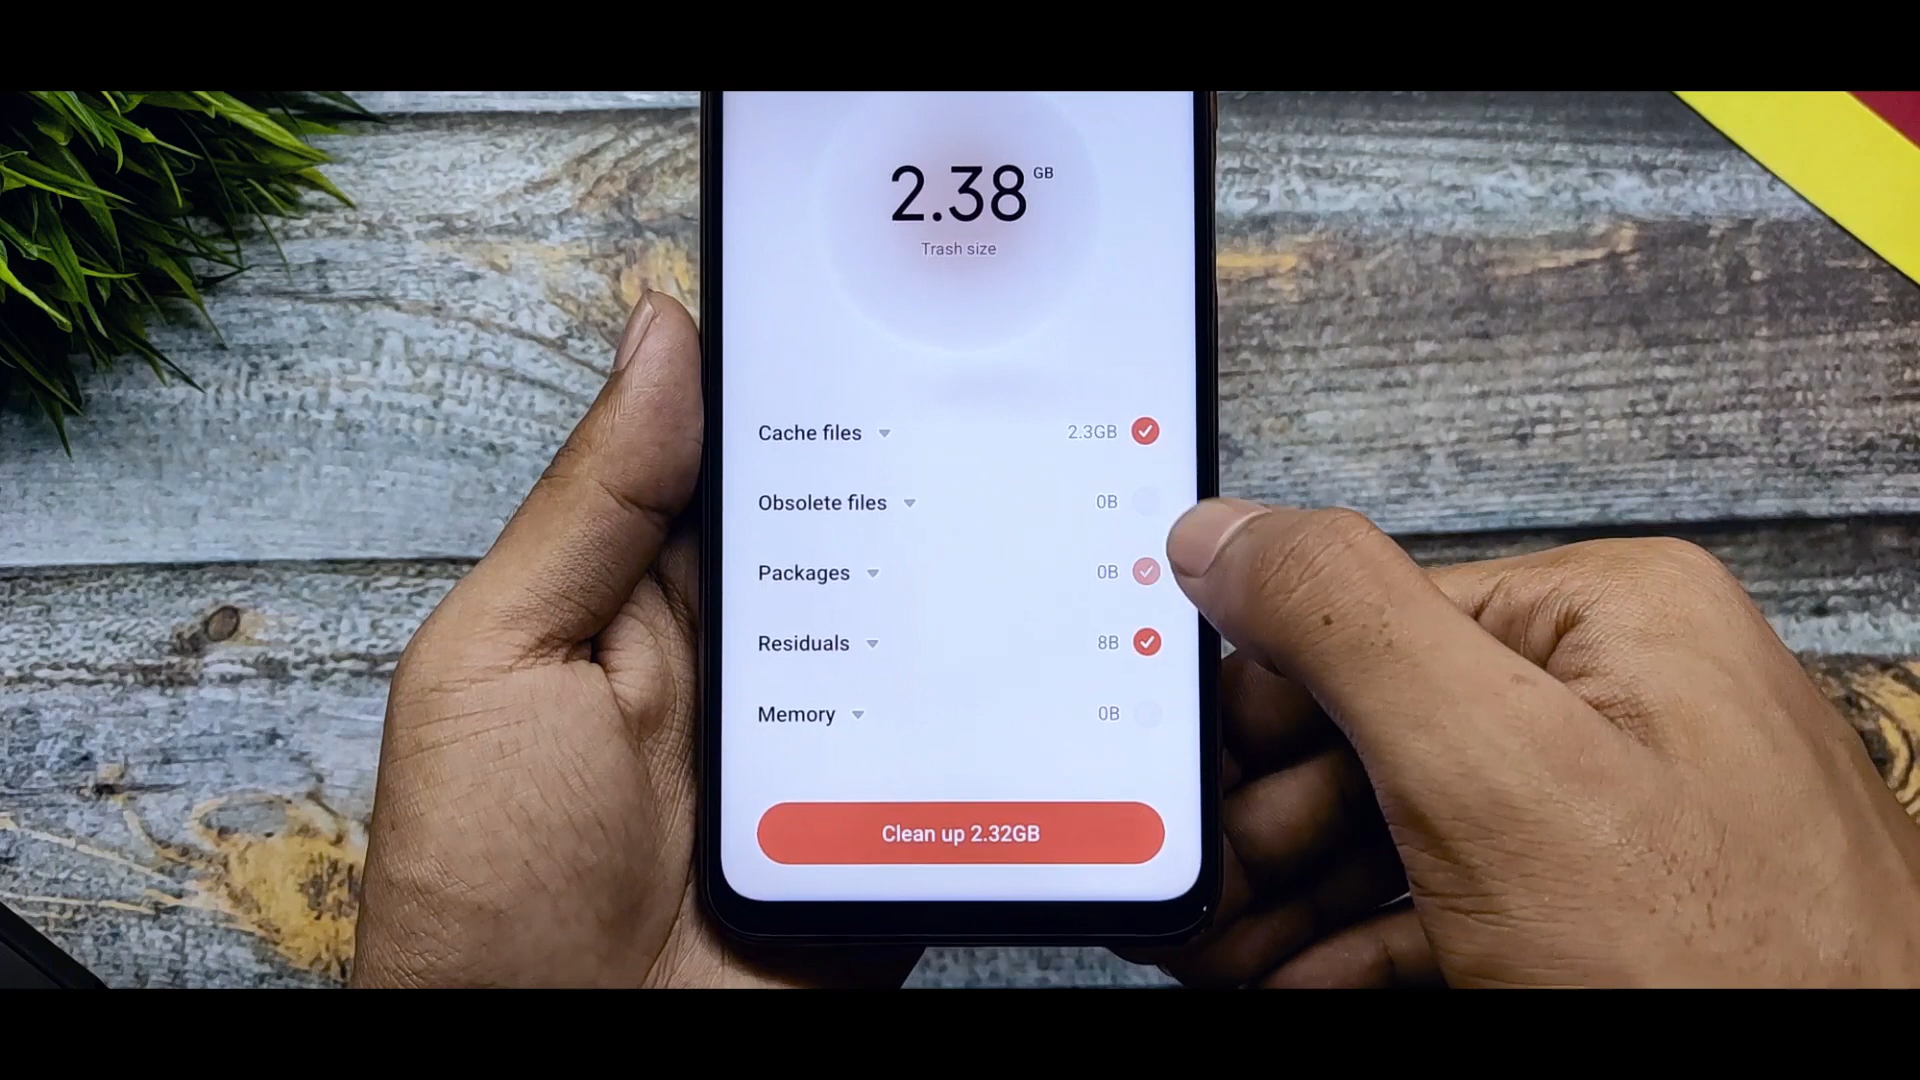 2.38 GB
Trash size
Cache files 2.3GB
Obsolete files 0B
Packages 0B
Residuals 8B
Memory 0B
Clean up 2.32GB